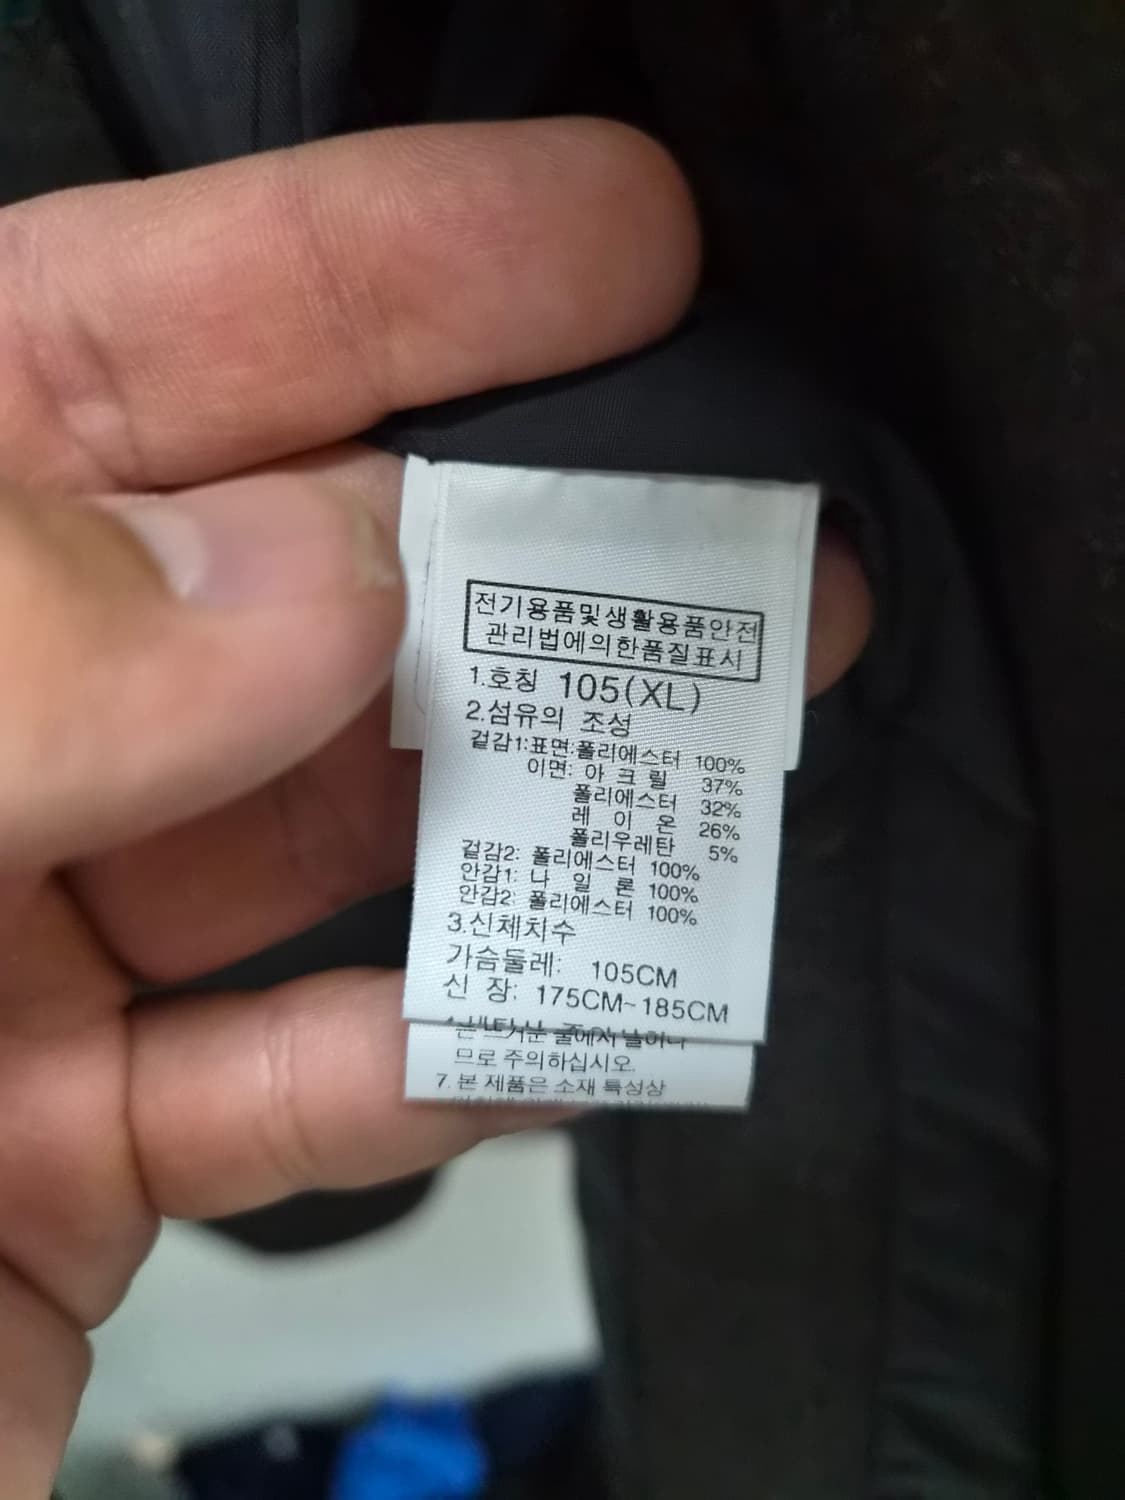 전기용품및생활용품안전
관리법에의한품질표시
1.호칭 105(XL)
2.섬유의 조성
겉감1:표면:폴리에스터 100%
이면: 아 크 릴 37%
폴리에스터 32%
레 이 온 26%
폴리우레탄 5%
겉감2: 폴리에스터 100%
안감1: 나 일 론 100%
안감2: 폴리에스터 100%
3.신체치수
가슴둘레: 105CM
신 장: 175CM~185CM
므로 주의하십시오.
7. 본 제품은 소재 특성상